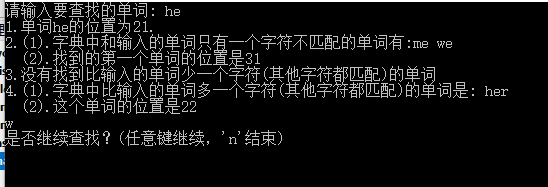 请输入要查找的单词: he
1.单词he的位置为21.
2.(1).字典中和输入的单词只有一个字符不匹配的单词有:me we
(2).找到的第一个单词的位置是31
3.没有找到比输入的单词少一个字符(其他字符都匹配)的单词
4.(1).字典中比输入的单词多一个字符(其他字符都匹配)的单词是: her
(2).这个单词的位置是22
w
是否继续查找？(任意键继续，'n'结束)